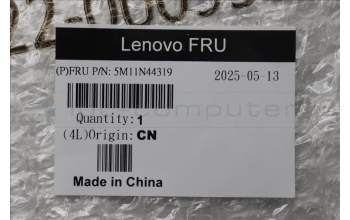 Lenovo FRU
(P)FRU P/N: 5M11N44319
2025-05-13
Quantity:1
(4L)Origin:CN
Made in China